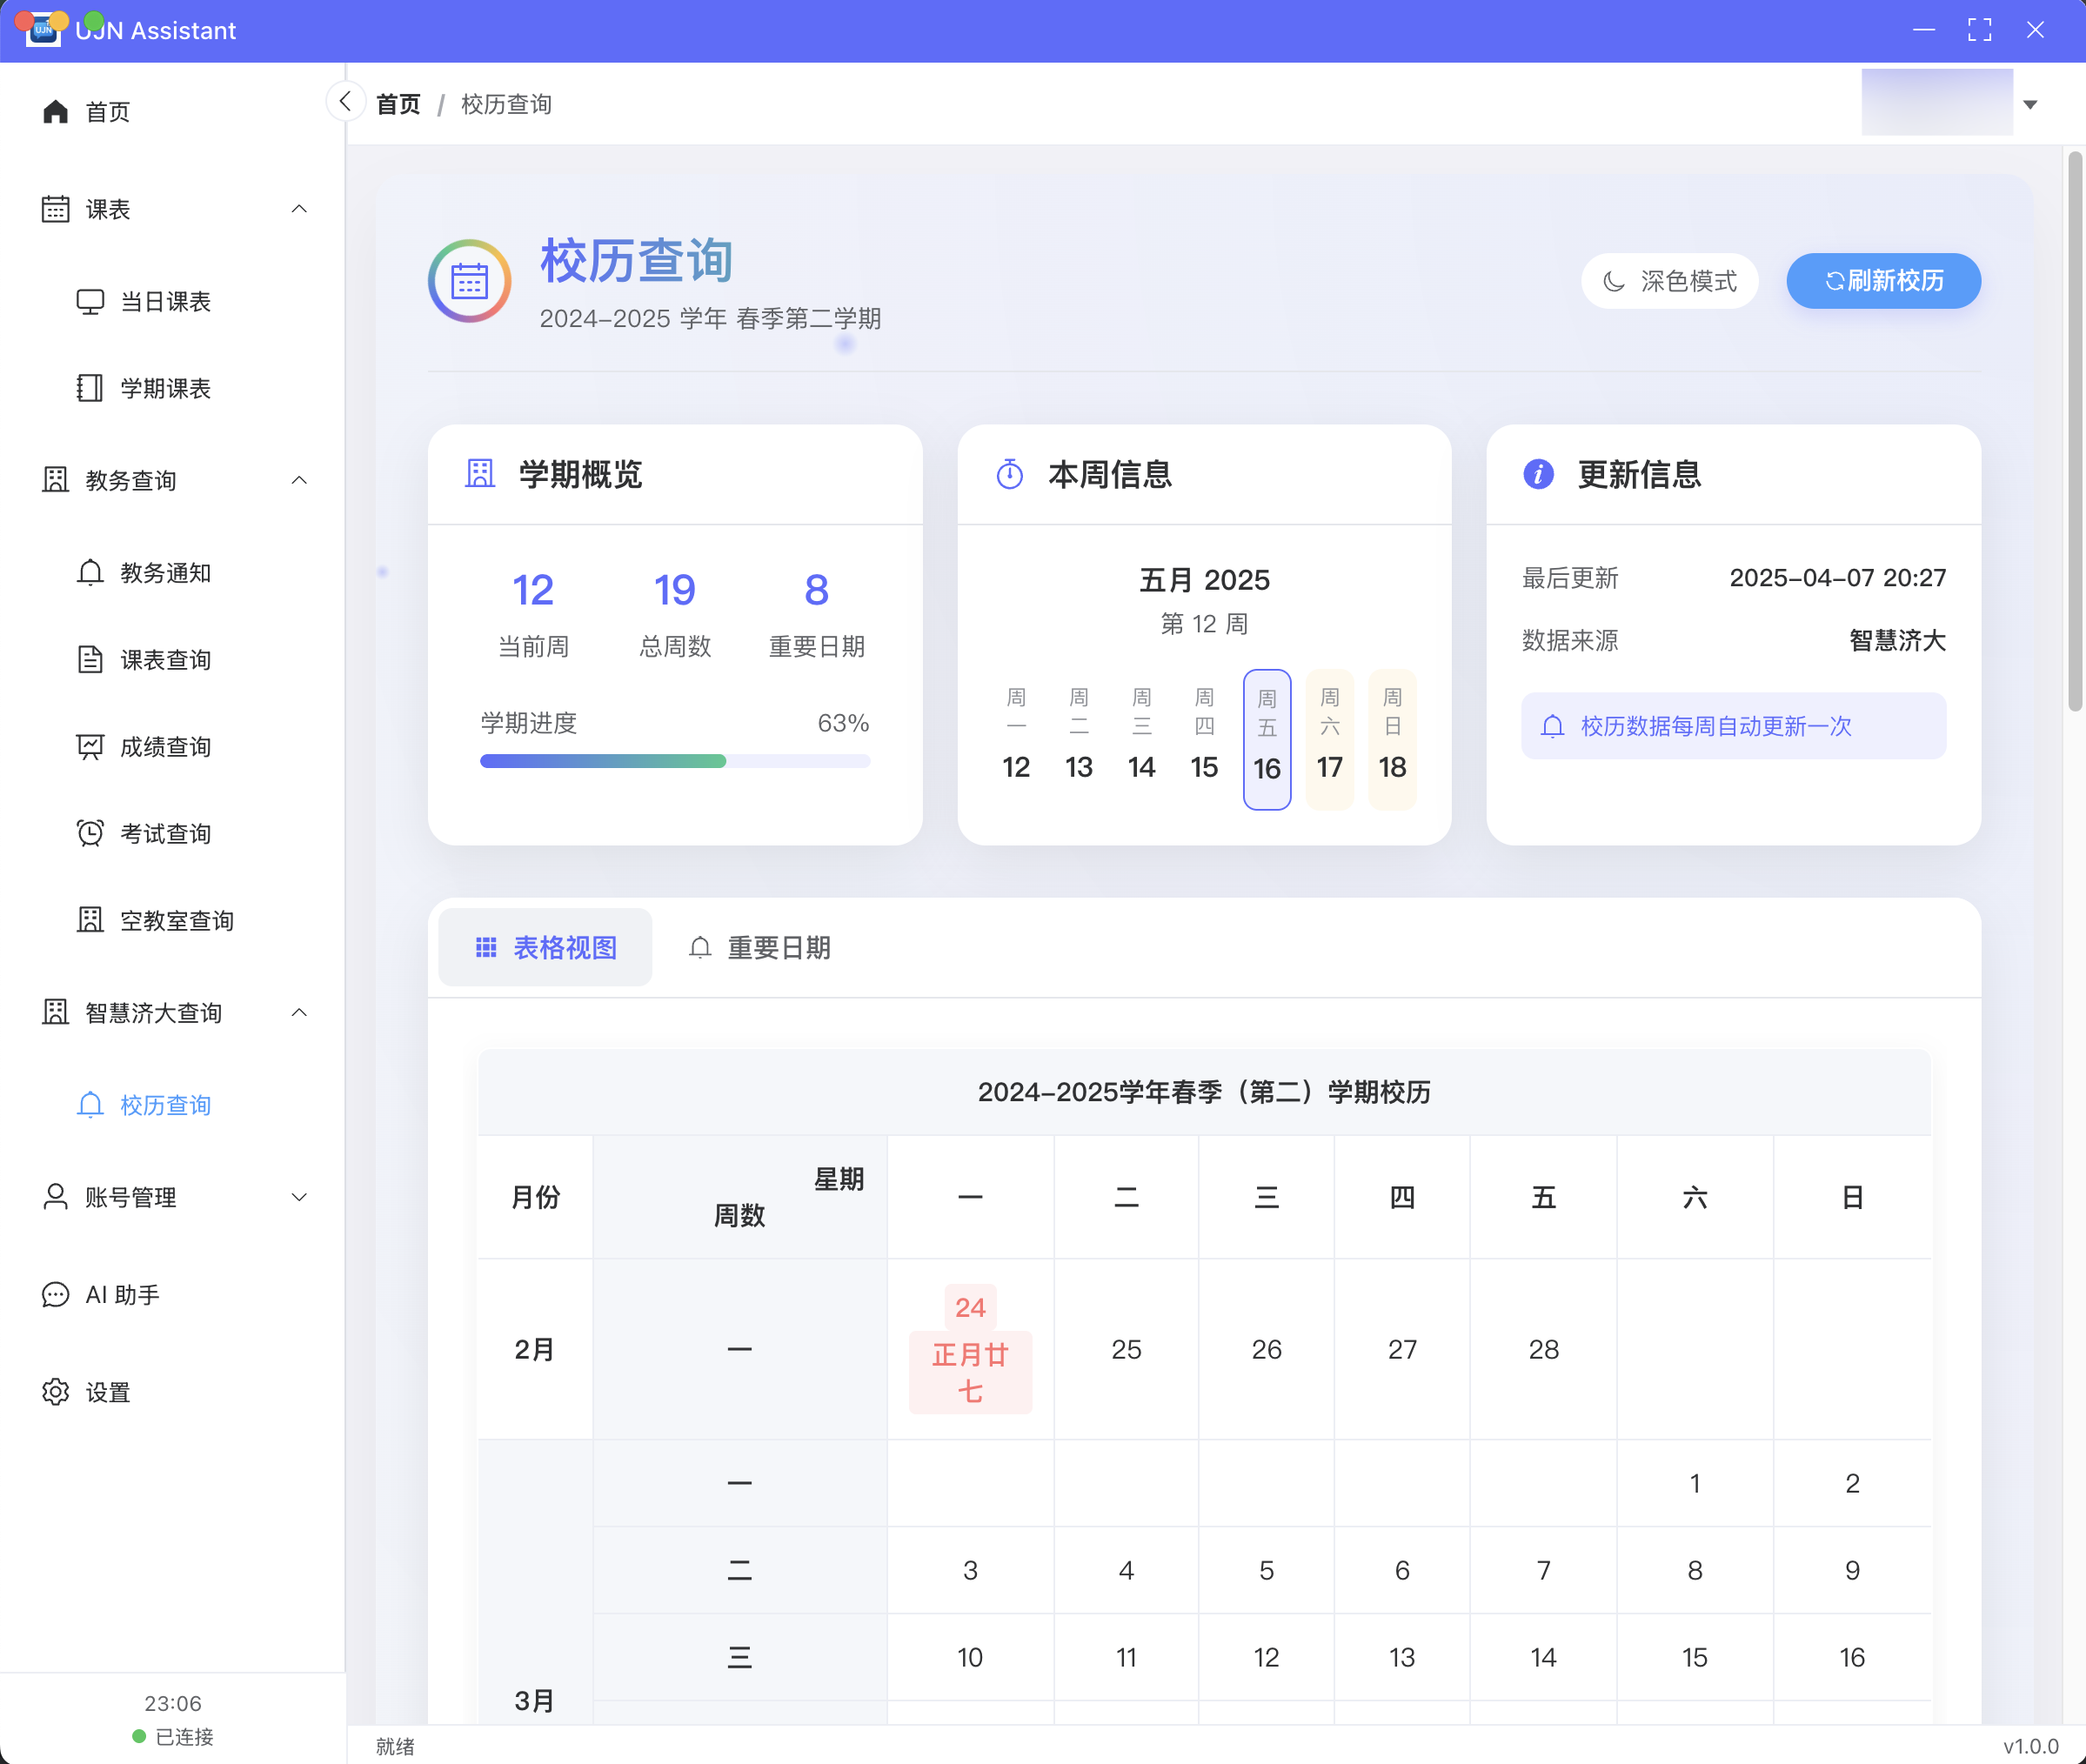 UJN Assistant
首页
课表
当日课表
学期课表
教务查询
教务通知
课表查询
成绩查询
考试查询
空教室查询
智慧济大查询
校历查询
账号管理
AI 助手
设置
23:06
已连接
首页 / 校历查询
校历查询
2024-2025 学年 春季第二学期
深色模式
刷新校历
学期概览
12 19 8
当前周 总周数 重要日期
学期进度 63%
本周信息
五月 2025
第 12 周
周一 周二 周三 周四 周五 周六 周日
12 13 14 15 16 17 18
更新信息
最后更新 2025-04-07 20:27
数据来源 智慧济大
校历数据每周自动更新一次
表格视图 重要日期
2024-2025学年春季（第二）学期校历
星期
月份 周数 一 二 三 四 五 六 日
24
正月廿
七
2月 一 25 26 27 28
一 1 2
二 3 4 5 6 7 8 9
三 10 11 12 13 14 15 16
3月
就绪
v1.0.0